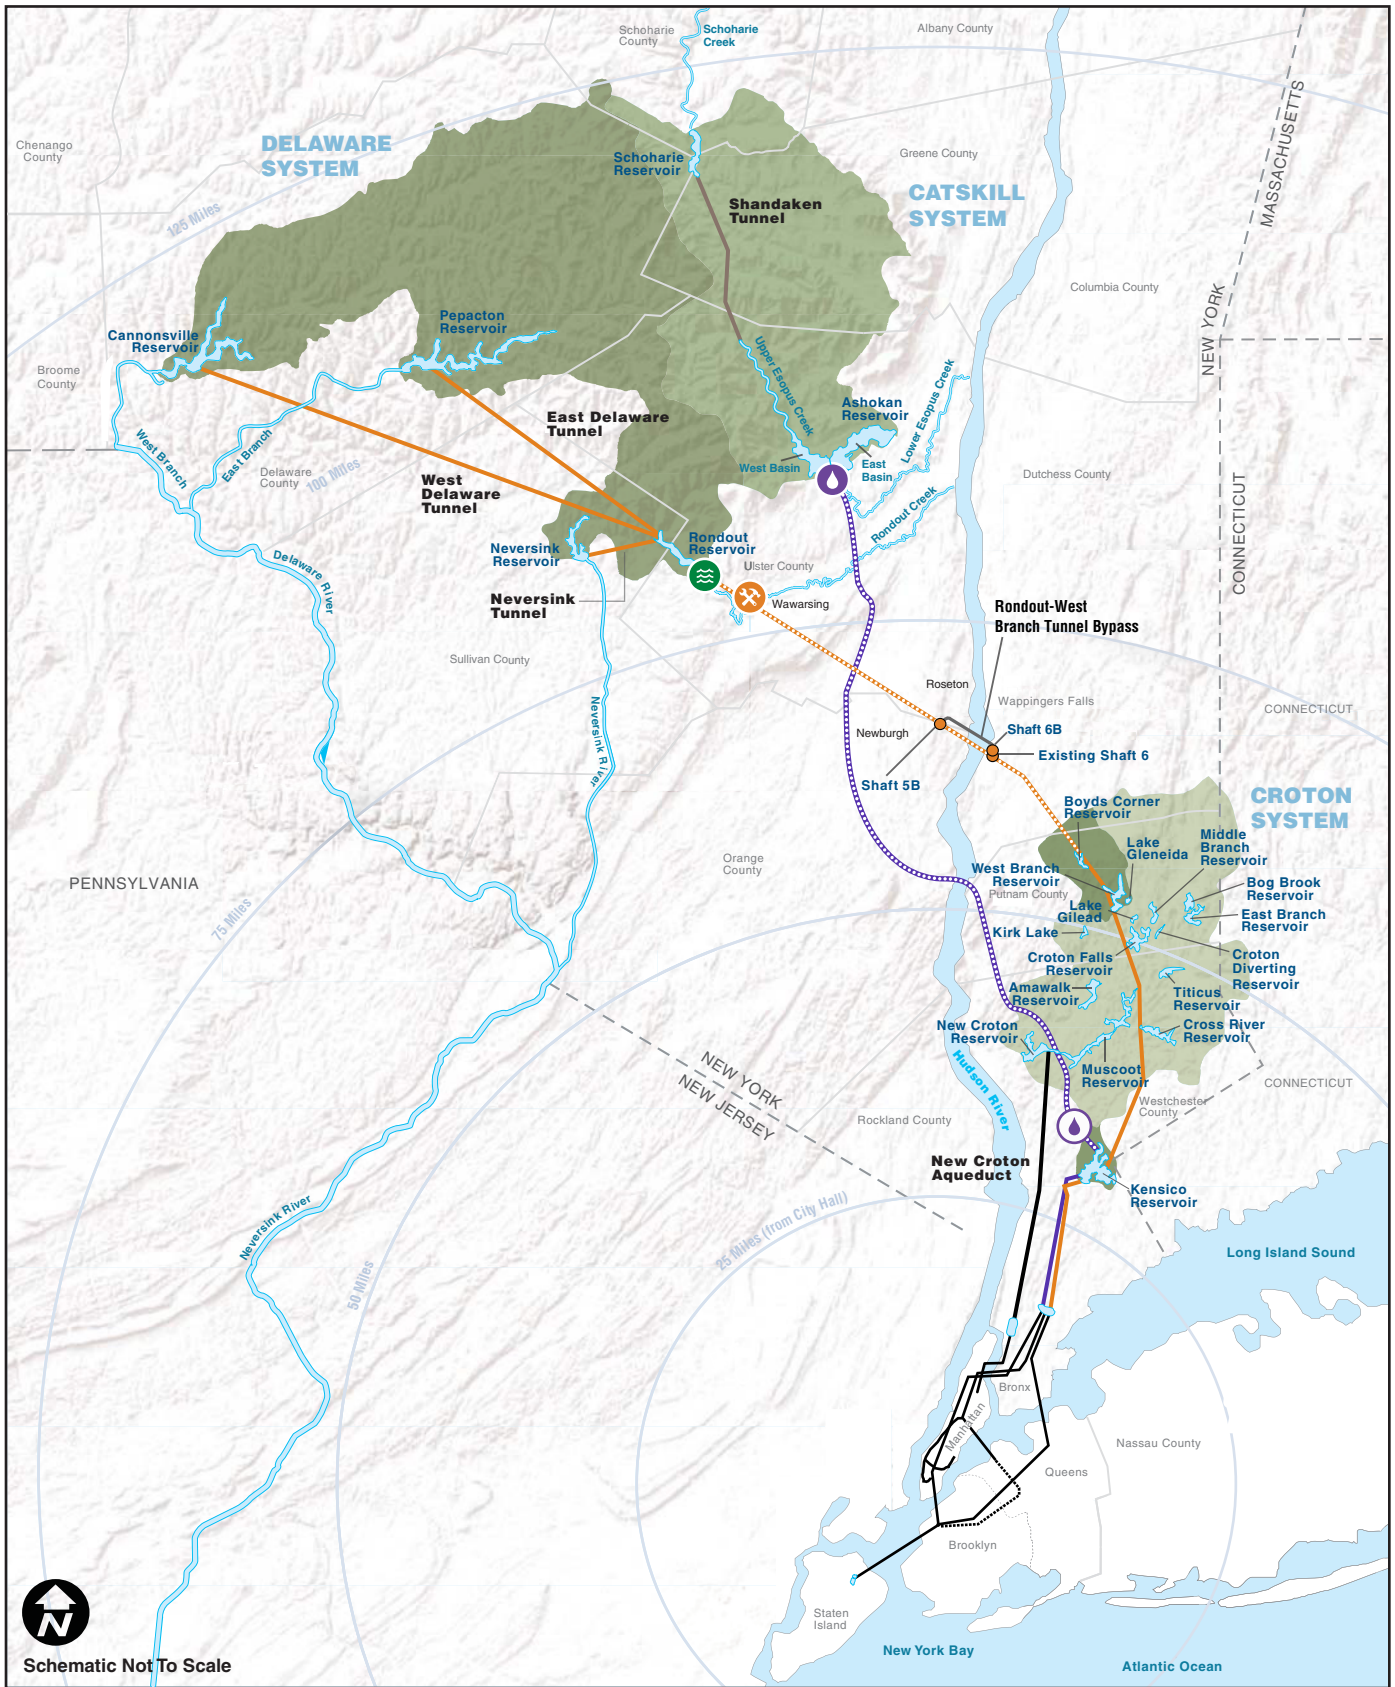 Schoharie
County
Schoharie
Creek
Albany County
MASSACHUSETTS
Chenango
County
DELAWARE
SYSTEM
Schoharie
Reservoir
Greene County
CATSKILL
SYSTEM
Shandaken
Tunnel
125 Miles
Columbia County
NEW YORK
Cannonsville
Reservoir
Pepacton
Reservoir
Broome
County
Upper Esopus Creek
Lower Esopus Creek
Ashokan
Reservoir
East Delaware
Tunnel
West Branch
East Branch
Delaware
County
100 Miles
West Basin
East
Basin
Dutchess County
CONNECTICUT
West
Delaware
Tunnel
Rondout Creek
Neversink
Reservoir
Rondout
Reservoir
Ulster County
Delaware River
Neversink
Tunnel
Wawarsing
Rondout-West
Branch Tunnel Bypass
Sullivan County
Roseton
Wappingers Falls
CONNECTICUT
Neversink River
Newburgh
Shaft 6B
Existing Shaft 6
Shaft 5B
CROTON
SYSTEM
Boyds Corner
Reservoir
Lake
Gleneida
Middle
Branch
Reservoir
Orange
County
West Branch
Reservoir
Putnam County
Bog Brook
Reservoir
PENNSYLVANIA
75 Miles
Lake
Gilead
East Branch
Reservoir
Kirk Lake
Croton Falls
Reservoir
Croton
Diverting
Reservoir
Amawalk
Reservoir
Titicus
Reservoir
New Croton
Reservoir
Cross River
Reservoir
Muscoot
Reservoir
Hudson River
NEW YORK
NEW JERSEY
CONNECTICUT
Westchester
County
Rockland County
New Croton
Aqueduct
Kensico
Reservoir
Neversink River
25 Miles (from City Hall)
50 Miles
Long Island Sound
Bronx
Manhattan
Nassau County
Queens
Brooklyn
Staten
Island
New York Bay
Atlantic Ocean
N
Schematic Not To Scale